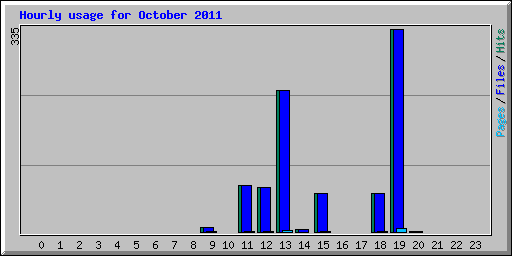 Hourly usage for October 2011
335
Pages/Files/Hits
0 1 2 3 4 5 6 7 8 9 10 11 12 13 14 15 16 17 18 19 20 21 22 23